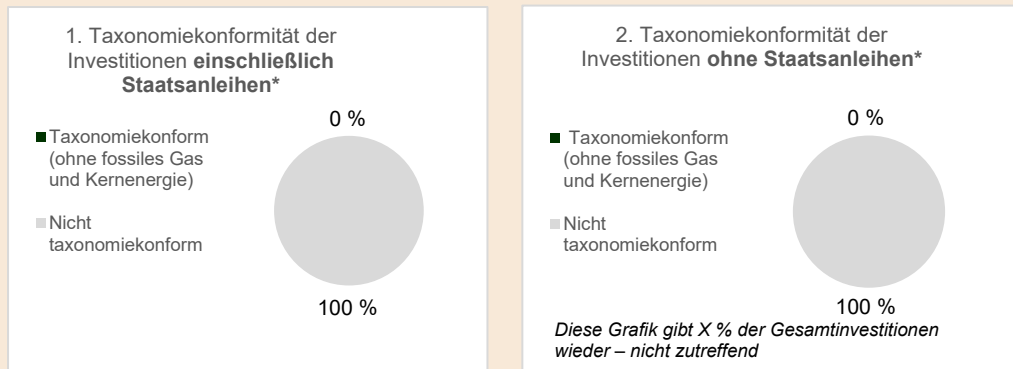 1. Taxonomiekonformität der
Investitionen einschließlich
Staatsanleihen*
Taxonomiekonform
(ohne fossiles Gas
und Kernenergie)
Nicht
taxonomiekonform
0 %
100 %
2. Taxonomiekonformität der
Investitionen ohne Staatsanleihen*
Taxonomiekonform
(ohne fossiles Gas
und Kernenergie)
Nicht
taxonomiekonform
0 %
100 %
Diese Grafik gibt X % der Gesamtinvestitionen
wieder – nicht zutreffend